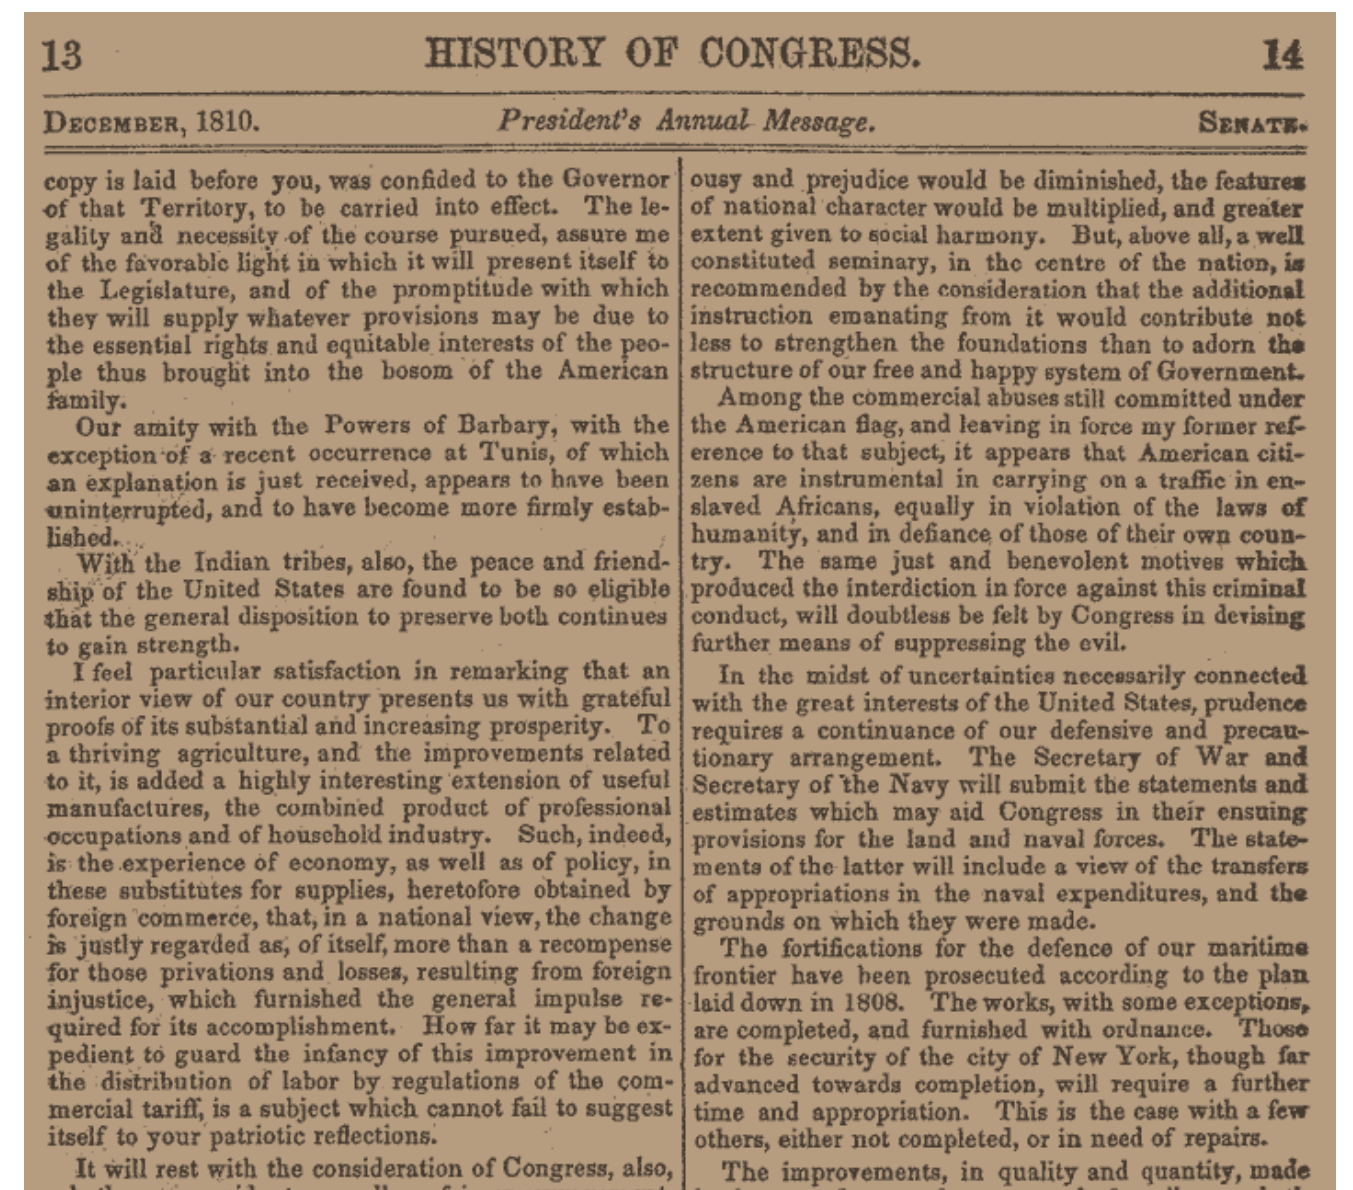 13 HISTORY OF CONGRESS. 14
DECEMBER, 1810. President's Annual Message. SENATE.
copy is laid before you, was confided to the Governor
of that Territory, to be carried into effect. The le-
gality and necessity of the course pursued, assure me
of the favorable light in which it will present itself to
the Legislature, and of the promptitude with which
they will supply whatever provisions may be due to
the essential rights and equitable interests of the peo-
ple thus brought into the bosom of the American
family.
Our amity with the Powers of Barbary, with the
exception of a recent occurrence at Tunis, of which
an explanation is just received, appears to have been
uninterrupted, and to have become more firmly estab-
lished.
With the Indian tribes, also, the peace and friend-
ship of the United States are found to be so eligible
that the general disposition to preserve both continues
to gain strength.
I feel particular satisfaction in remarking that an
interior view of our country presents us with grateful
proofs of its substantial and increasing prosperity. To
a thriving agriculture, and the improvements related
to it, is added a highly interesting extension of useful
manufactures, the combined product of professional
occupations and of household industry. Such, indeed,
is the experience of economy, as well as of policy, in
these substitutes for supplies, heretofore obtained by
foreign commerce, that, in a national view, the change
is justly regarded as, of itself, more than a recompense
for those privations and losses, resulting from foreign
injustice, which furnished the general impulse re-
quired for its accomplishment. How far it may be ex-
pedient to guard the infancy of this improvement in
the distribution of labor by regulations of the com-
mercial tariff, is a subject which cannot fail to suggest
itself to your patriotic reflections.
It will rest with the consideration of Congress, also,
ousy and prejudice would be diminished, the features
of national character would be multiplied, and greater
extent given to social harmony. But, above all, a well
constituted seminary, in the centre of the nation, is
recommended by the consideration that the additional
instruction emanating from it would contribute not
less to strengthen the foundations than to adorn the
structure of our free and happy system of Government.
Among the commercial abuses still committed under
the American flag, and leaving in force my former ref-
erence to that subject, it appears that American citi-
zens are instrumental in carrying on a traffic in en-
slaved Africans, equally in violation of the laws of
humanity, and in defiance of those of their own coun-
try. The same just and benevolent motives which
produced the interdiction in force against this criminal
conduct, will doubtless be felt by Congress in devising
further means of suppressing the evil.
In the midst of uncertainties necessarily connected
with the great interests of the United States, prudence
requires a continuance of our defensive and precau-
tionary arrangement. The Secretary of War and
Secretary of the Navy will submit the statements and
estimates which may aid Congress in their ensuing
provisions for the land and naval forces. The state-
ments of the latter will include a view of the transfers
of appropriations in the naval expenditures, and the
grounds on which they were made.
The fortifications for the defence of our maritime
frontier have been prosecuted according to the plan
laid down in 1808. The works, with some exceptions,
are completed, and furnished with ordnance. Those
for the security of the city of New York, though far
advanced towards completion, will require a further
time and appropriation. This is the case with a few
others, either not completed, or in need of repairs.
The improvements, in quality and quantity, made